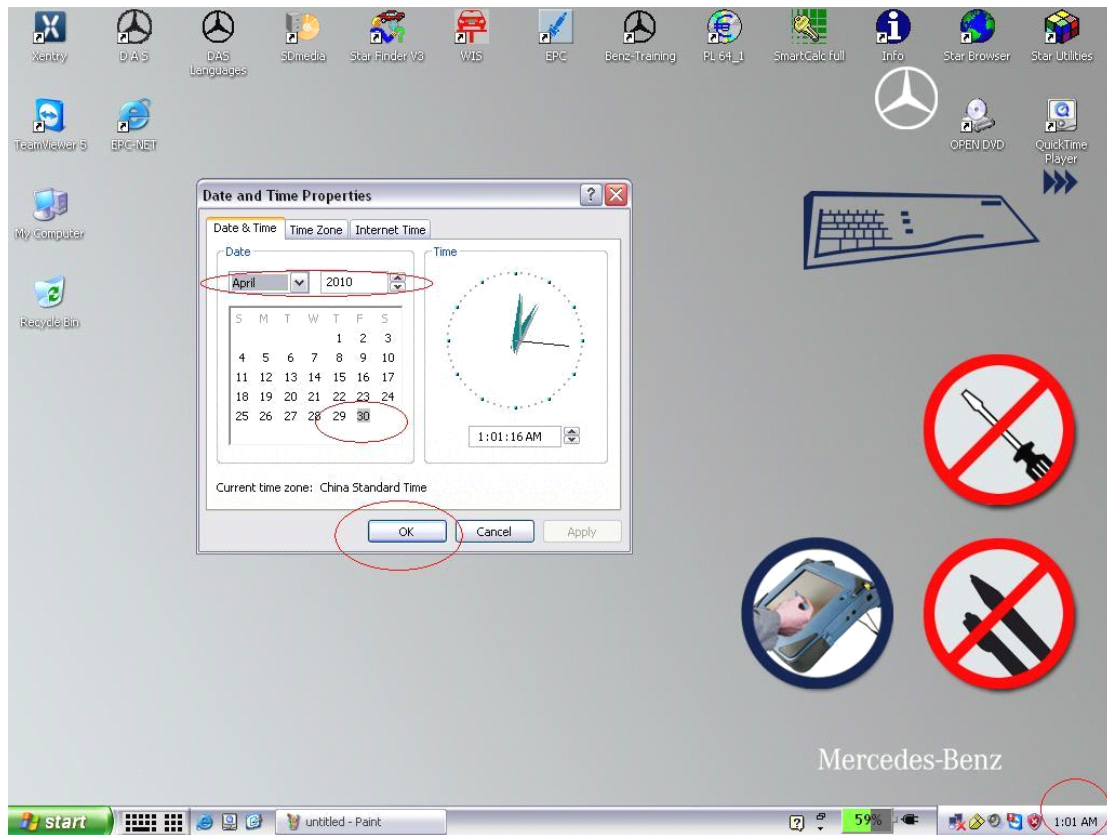 Xentry
D A S
DAS
Languages
SDmedia
Star Finder V3
WIS
EPC
Benz-Training
PL 64_1
SmartCalc full
Info
Star Browser
Star Utilities
TeamViewer 5
EPC-NET
OPEN DVD
QuickTime
Player
My Computer
Recycle Bin
Date and Time Properties
Date & Time Time Zone Internet Time
Date
April 2010
S M T W T F S
1 2 3
4 5 6 7 8 9 10
11 12 13 14 15 16 17
18 19 20 21 22 23 24
25 26 27 28 29 30
Time
1:01:16 AM
Current time zone: China Standard Time
OK Cancel Apply
Mercedes-Benz
start
untitled - Paint
59%
1:01 AM